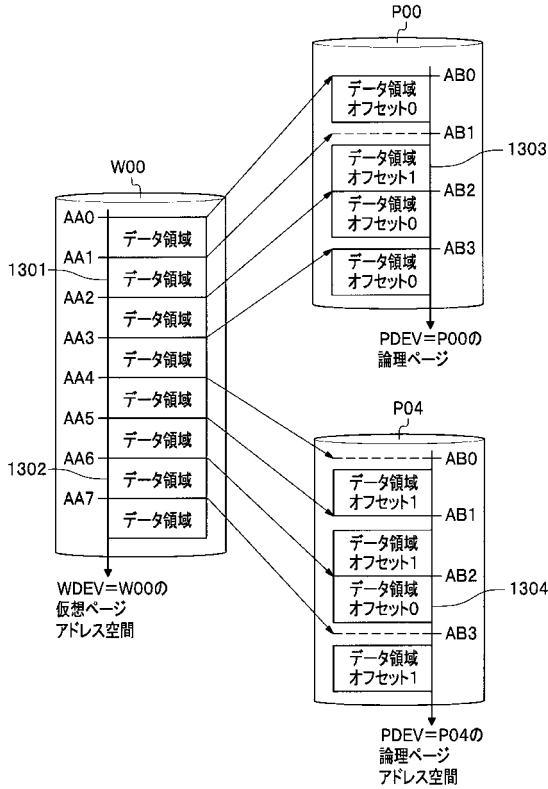 P00
AB0
データ領域
オフセット0
AB1
データ領域
オフセット1
1303
AB2
データ領域
オフセット0
AB3
データ領域
オフセット0
PDEV=P00の
論理ページ
W00
AA0
データ領域
AA1
1301
データ領域
AA2
データ領域
AA3
データ領域
AA4
データ領域
AA5
データ領域
AA6
1302
データ領域
AA7
データ領域
WDEV=W00の
仮想ページ
アドレス空間
P04
AB0
データ領域
オフセット1
AB1
データ領域
オフセット1
AB2
データ領域
オフセット0
1304
AB3
データ領域
オフセット1
PDEV=P04の
論理ページ
アドレス空間